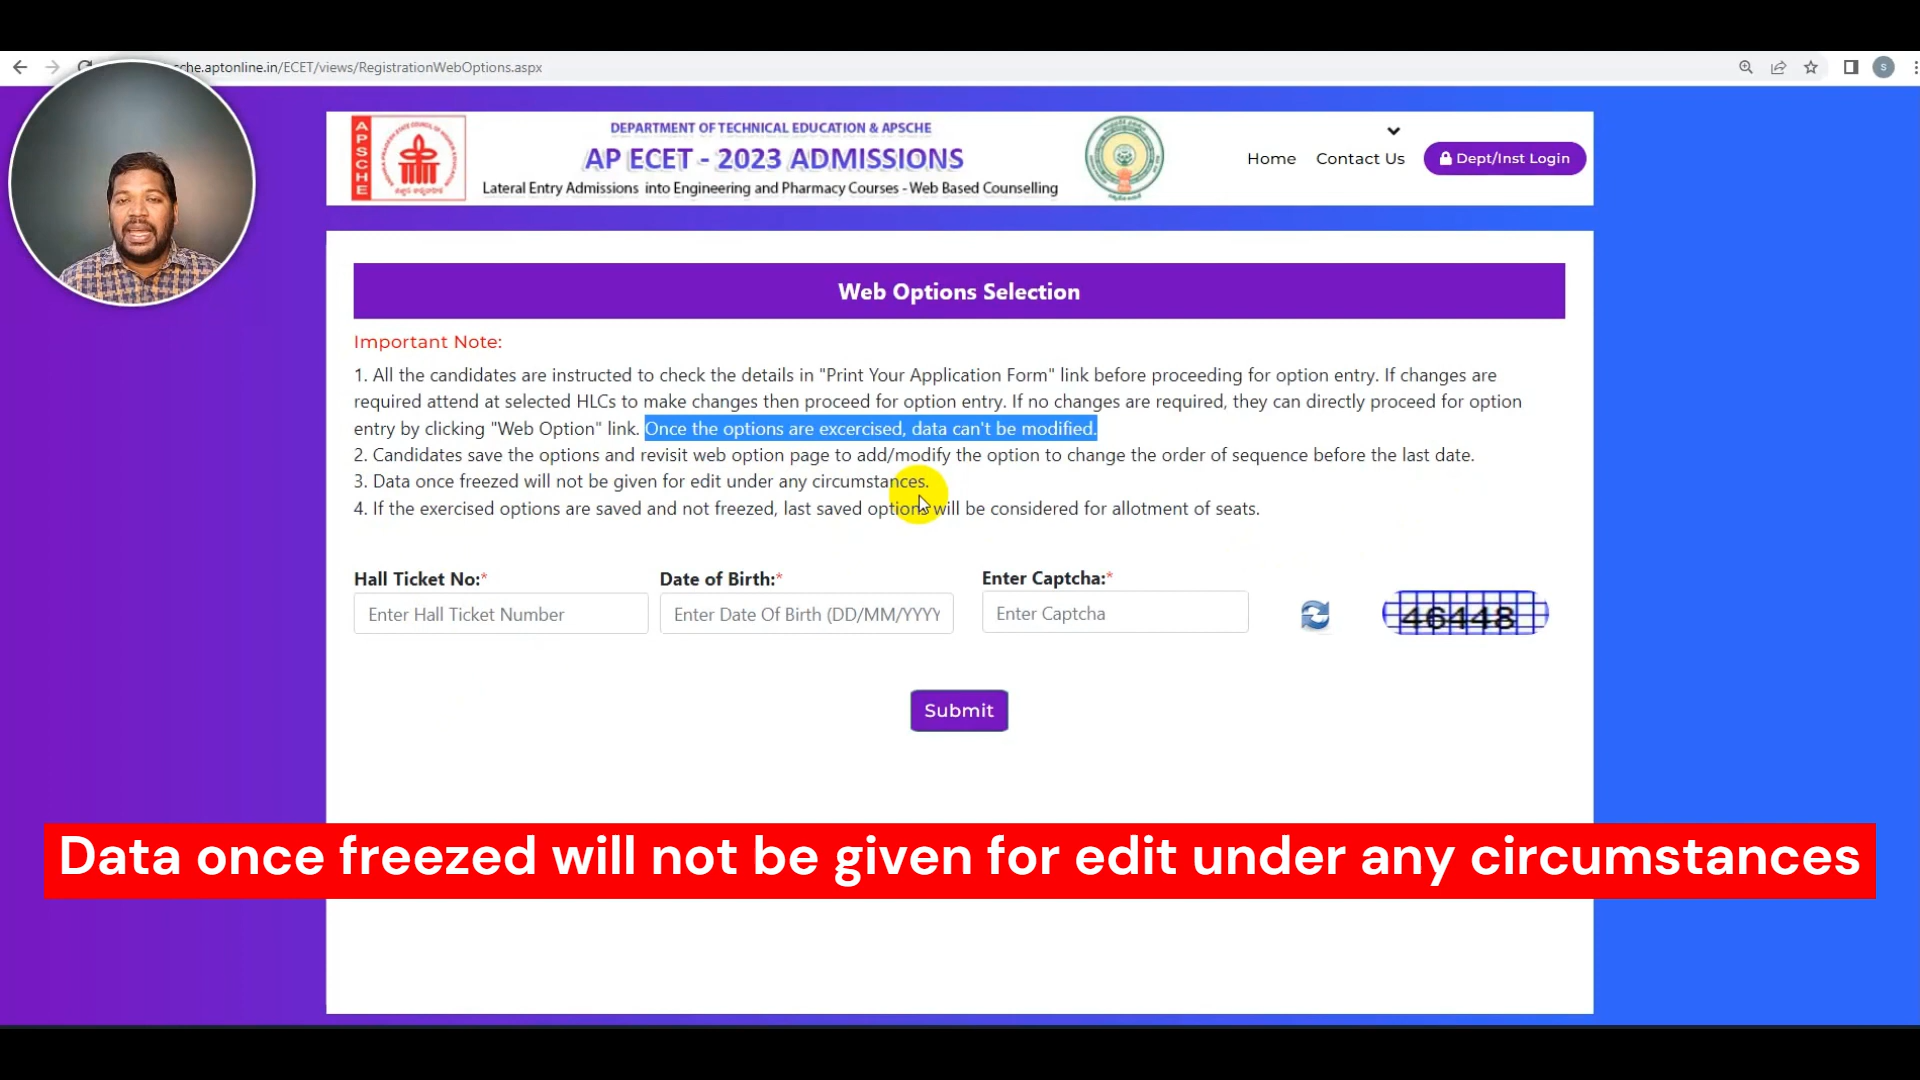 che.aptonline.in/ECET/views/RegistrationWebOptions.aspx
S
APSCHE
DEPARTMENT OF TECHNICAL EDUCATION & APSCHE
AP ECET - 2023 ADMISSIONS
Lateral Entry Admissions into Engineering and Pharmacy Courses - Web Based Counselling
Home
Contact Us
Dept/Inst Login
Web Options Selection
Important Note:
1. All the candidates are instructed to check the details in "Print Your Application Form" link before proceeding for option entry. If changes are
required attend at selected HLCs to make changes then proceed for option entry. If no changes are required, they can directly proceed for option
entry by clicking "Web Option" link. Once the options are excercised, data can't be modified.
2. Candidates save the options and revisit web option page to add/modify the option to change the order of sequence before the last date.
3. Data once freezed will not be given for edit under any circumstances.
4. If the exercised options are saved and not freezed, last saved options will be considered for allotment of seats.
Hall Ticket No:*
Date of Birth:*
Enter Captcha:*
Enter Hall Ticket Number
Enter Date Of Birth (DD/MM/YYYY
Enter Captcha
46448
Submit
Data once freezed will not be given for edit under any circumstances